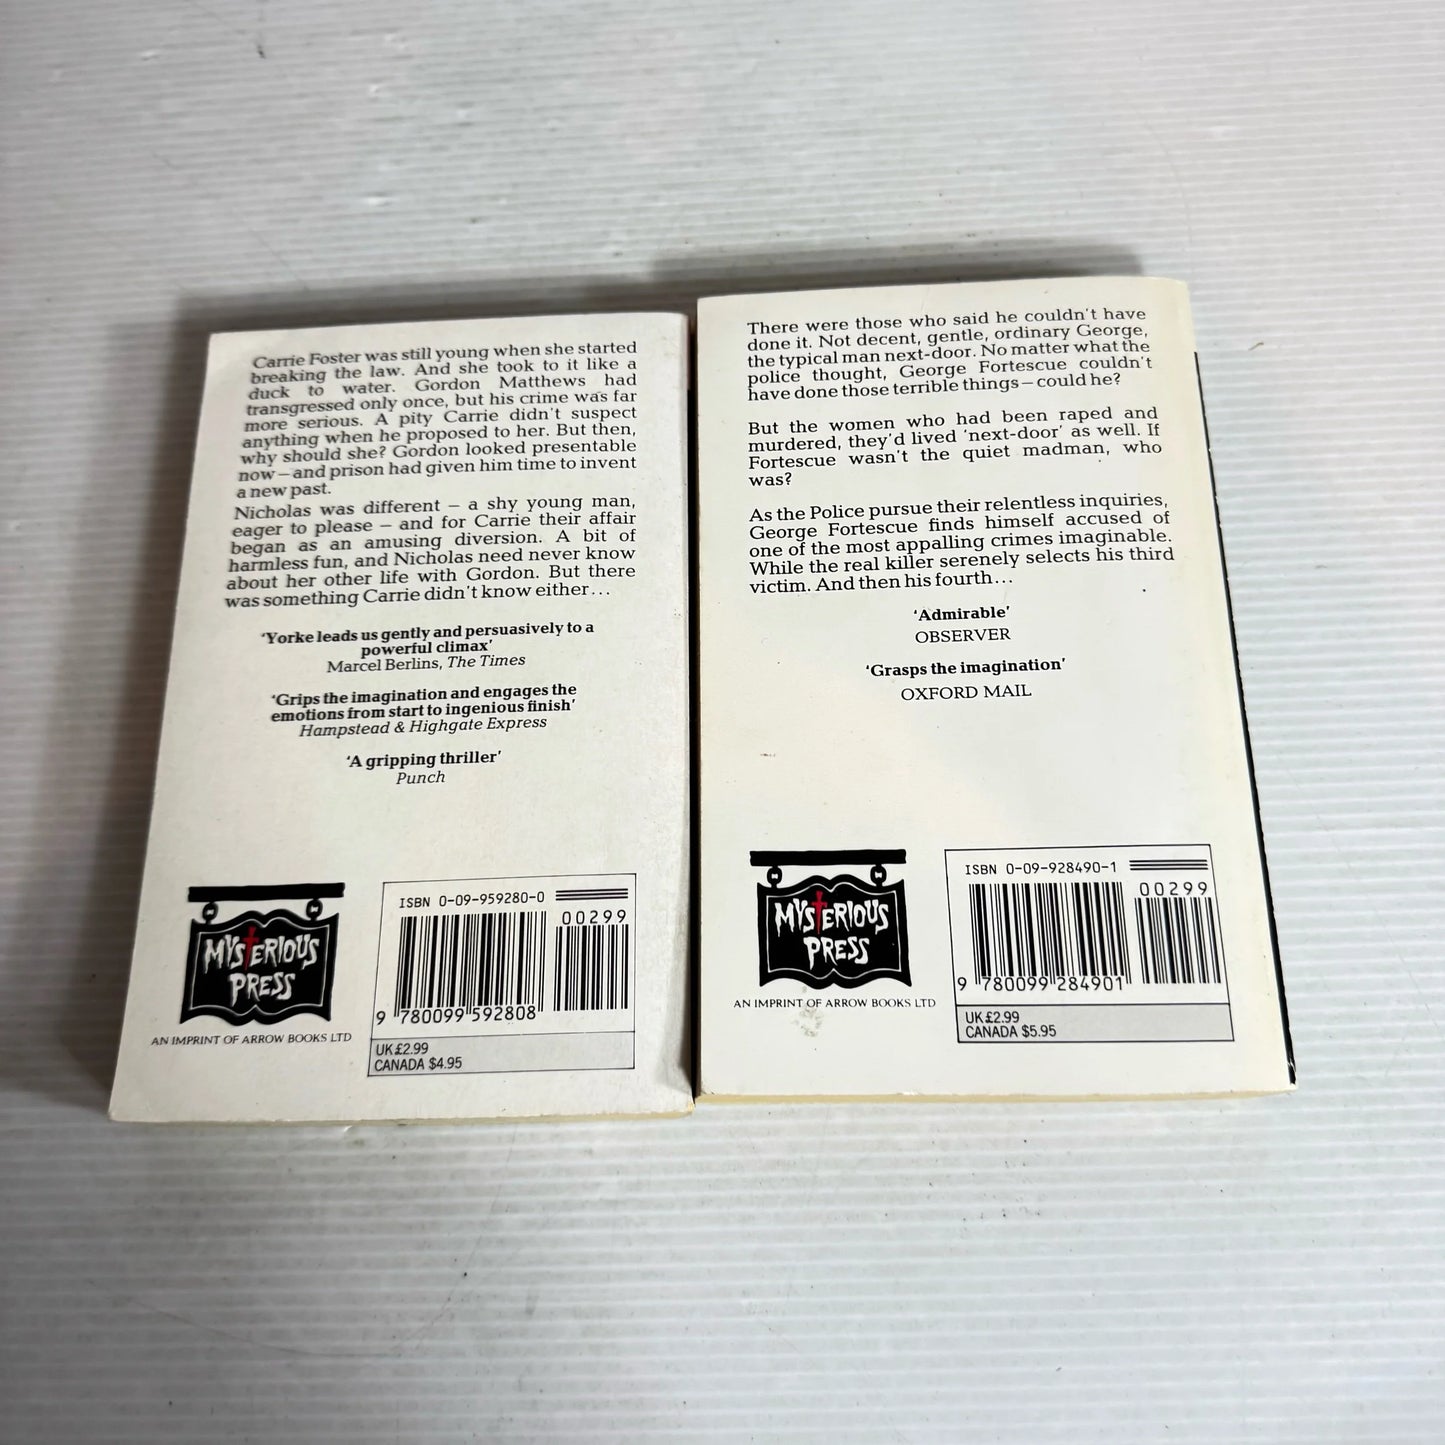 Carrie Foster was still young when she started
breaking the law. And she took to it like a
duck to water. Gordon Matthews had
transgressed only once, but his crime was far
more serious. A pity Carrie didn't suspect
anything when he proposed to her. But then,
why should she? Gordon looked presentable
now – and prison had given him time to invent
a new past.
Nicholas was different – a shy young man,
eager to please – and for Carrie their affair
began as an amusing diversion. A bit of
harmless fun, and Nicholas need never know
about her other life with Gordon. But there
was something Carrie didn't know either...
'Yorke leads us gently and persuasively to a
powerful climax'
Marcel Berlins, The Times
'Grips the imagination and engages the
emotions from start to ingenious finish'
Hampstead & Highgate Express
'A gripping thriller'
Punch
MYSTERIOUS
PRESS
AN IMPRINT OF ARROW BOOKS LTD
ISBN 0-09-959280-0
00299
9 780099 592808
UK £2.99
CANADA $4.95
There were those who said he couldn't have
done it. Not decent, gentle, ordinary George,
the typical man next-door. No matter what the
police thought, George Fortescue couldn't
have done those terrible things – could he?
But the women who had been raped and
murdered, they'd lived 'next-door' as well. If
Fortescue wasn't the quiet madman, who
was?
As the Police pursue their relentless inquiries,
George Fortescue finds himself accused of
one of the most appalling crimes imaginable.
While the real killer serenely selects his third
victim. And then his fourth...
'Admirable'
OBSERVER
'Grasps the imagination'
OXFORD MAIL
MYSTERIOUS
PRESS
AN IMPRINT OF ARROW BOOKS LTD
ISBN 0-09-928490-1
00299
9 780099 284901
UK £2.99
CANADA $5.95